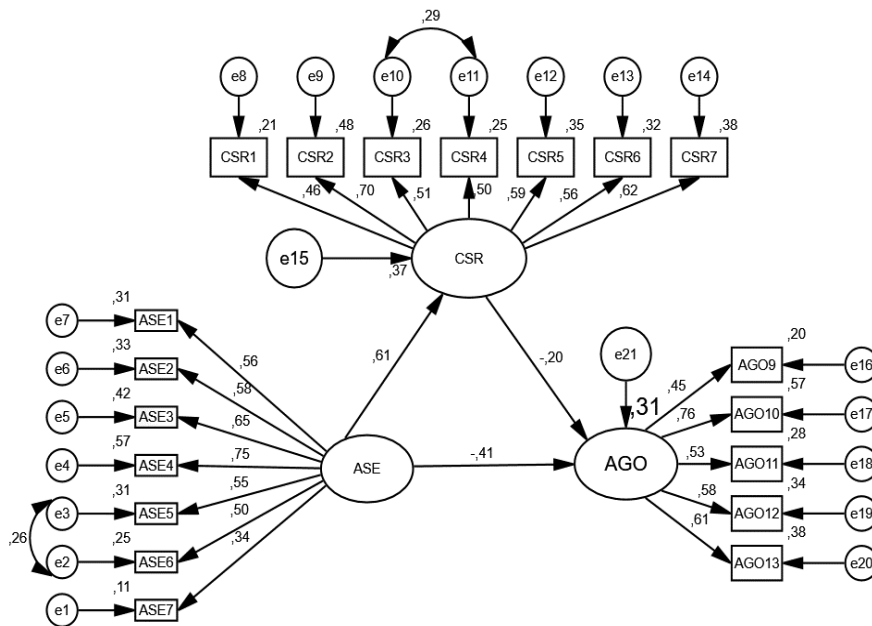 ,29
e8 e9 e10 e11 e12 e13 e14
,21 ,48 ,26 ,25 ,35 ,32 ,38
CSR1 CSR2 CSR3 CSR4 CSR5 CSR6 CSR7
,46 ,70 ,51 ,50 ,59 ,56 ,62
e15 ,37 CSR
,31
e7 ASE1
,56
,33
e6 ASE2
,58
,42
e5 ASE3
,65
,57
e4 ASE4
,75
,31
e3 ASE5
,55
,26
,25
e2 ASE6
,50
,11
e1 ASE7
,34
ASE
,61
-,20
-,41
e21
,31
AGO
,20
,45 AGO9 e16
,57
,76 AGO10 e17
,28
,53 AGO11 e18
,34
,58 AGO12 e19
,38
,61 AGO13 e20